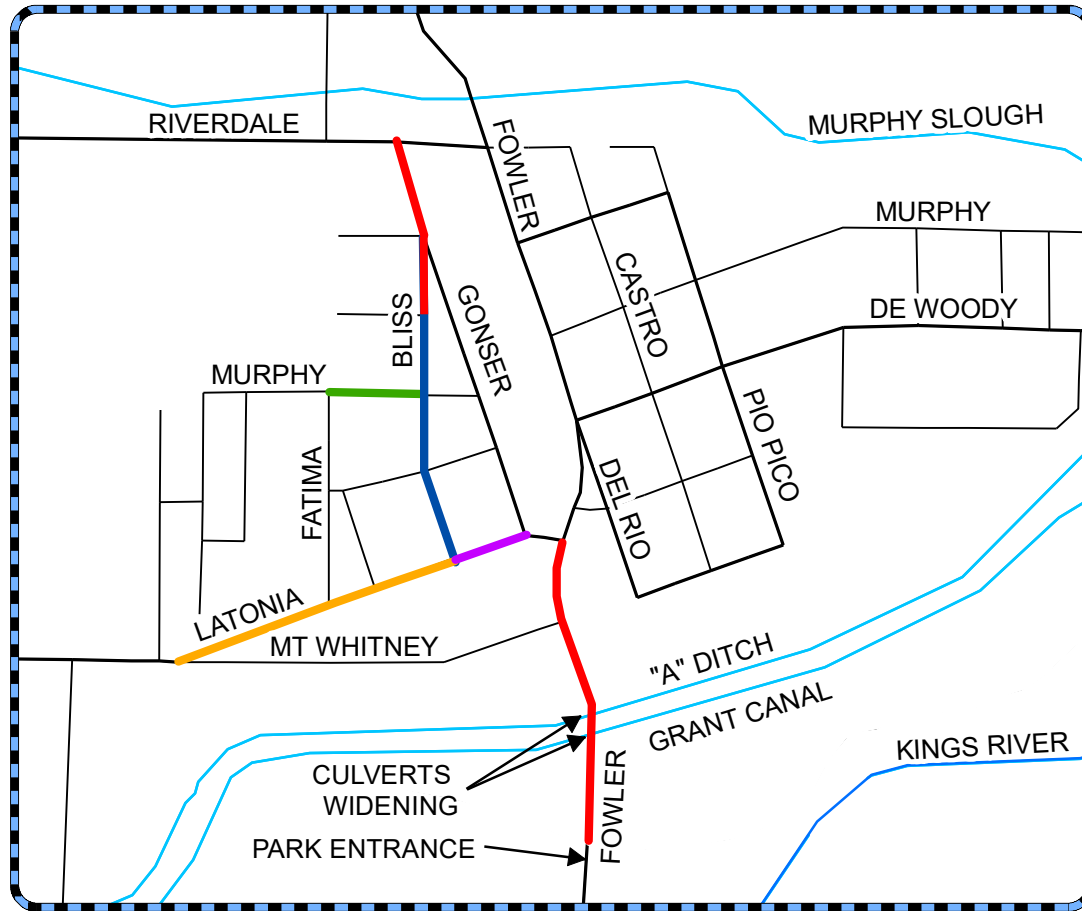 RIVERDALE
MURPHY SLOUGH
FOWLER
MURPHY
CASTRO
GONSER
BLISS
DE WOODY
MURPHY
PIO PICO
FATIMA
DEL RIO
LATONIA
MT WHITNEY
"A" DITCH
GRANT CANAL
KINGS RIVER
CULVERTS
WIDENING
FOWLER
PARK ENTRANCE